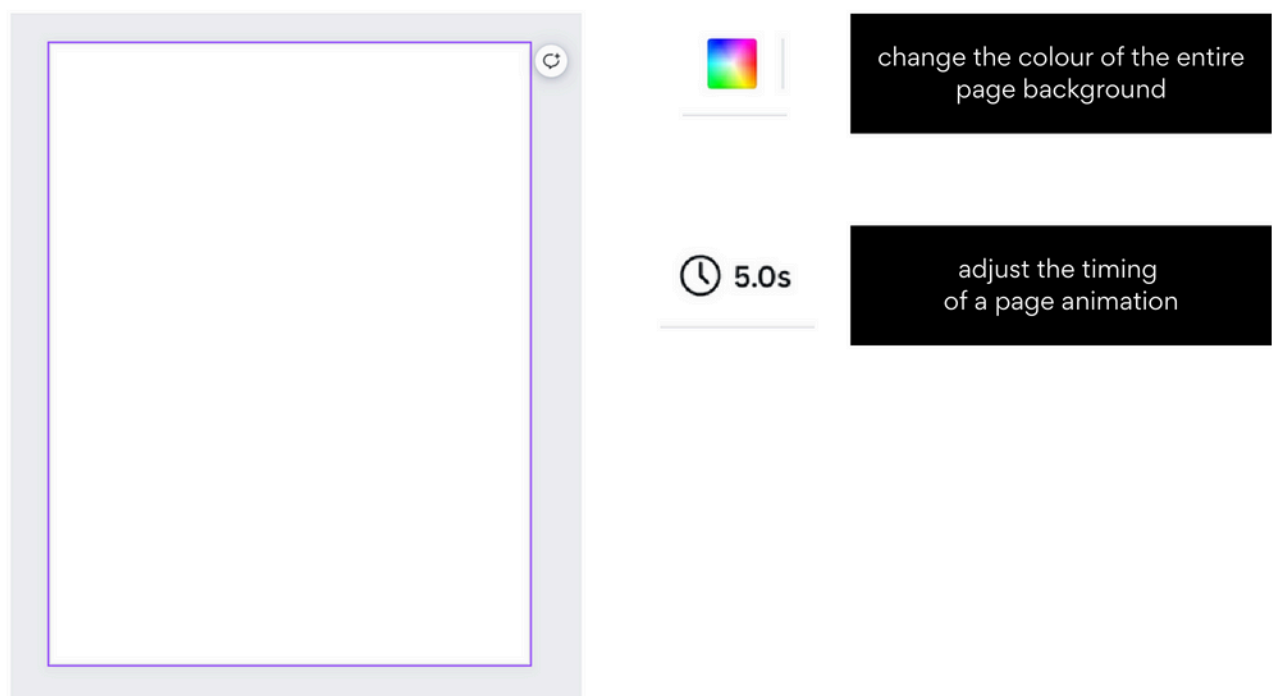 change the colour of the entire
page background
5.0s
adjust the timing
of a page animation